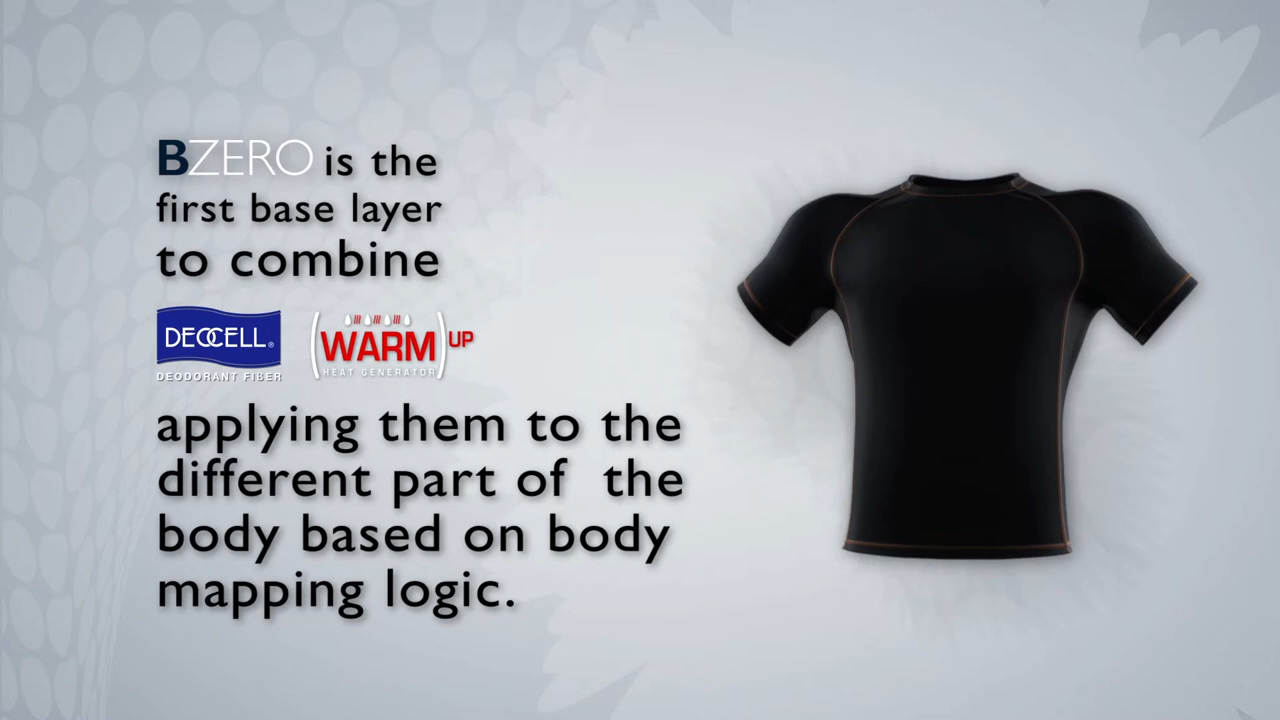 BZERO is the
first base layer
to combine
DEOCELL®
DEODORANT FIBER
WARM UP
HEAT GENERATOR
applying them to the
different part of the
body based on body
mapping logic.